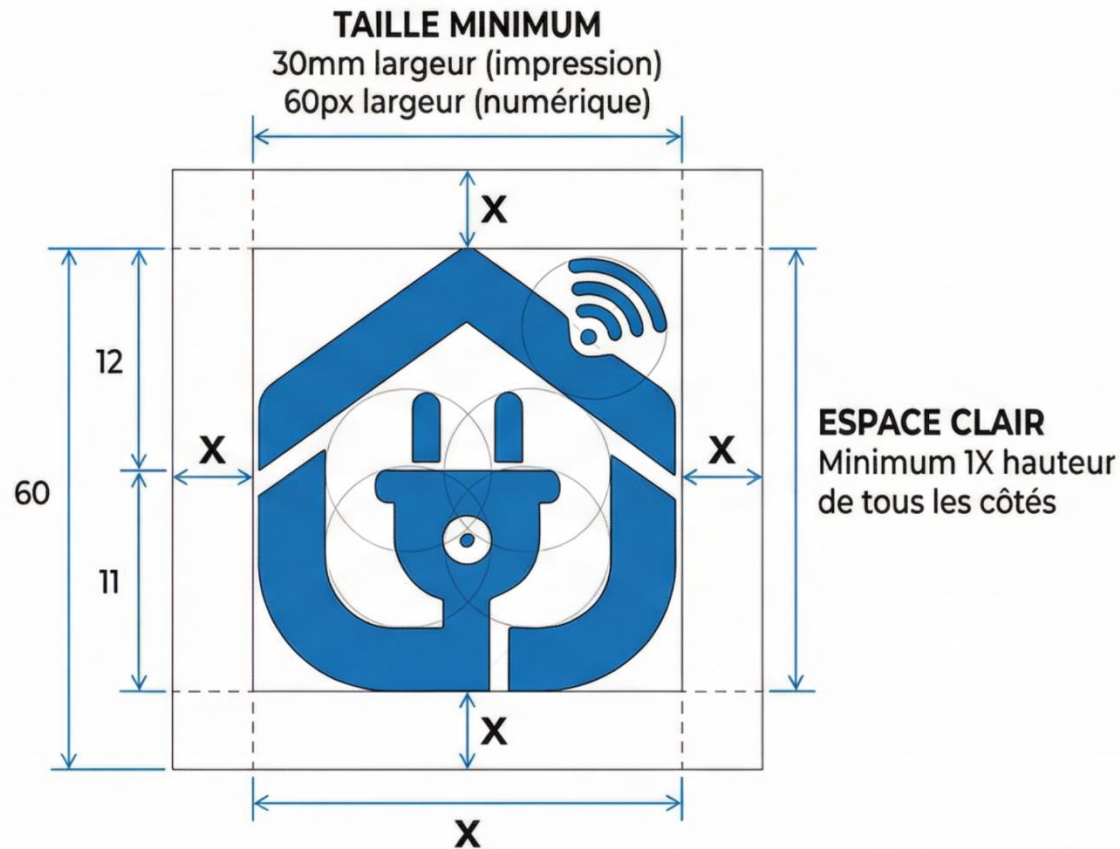 TAILLE MINIMUM
30mm largeur (impression)
60px largeur (numérique)
X
12
X
X
60
11
ESPACE CLAIR
Minimum 1X hauteur
de tous les côtés
X
X